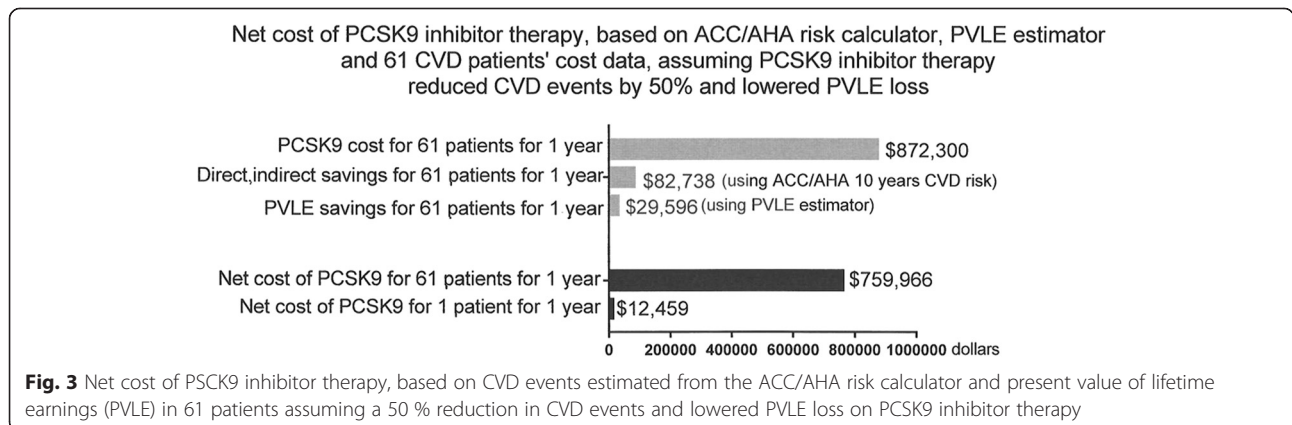 Net cost of PCSK9 inhibitor therapy, based on ACC/AHA risk calculator, PVLE estimator
and 61 CVD patients' cost data, assuming PCSK9 inhibitor therapy
reduced CVD events by 50% and lowered PVLE loss
PCSK9 cost for 61 patients for 1 year $872,300
Direct,indirect savings for 61 patients for 1 year $82,738 (using ACC/AHA 10 years CVD risk)
PVLE savings for 61 patients for 1 year $29,596 (using PVLE estimator)
Net cost of PCSK9 for 61 patients for 1 year $759,966
Net cost of PCSK9 for 1 patient for 1 year $12,459
0 200000 400000 600000 800000 1000000 dollars
Fig. 3 Net cost of PSCK9 inhibitor therapy, based on CVD events estimated from the ACC/AHA risk calculator and present value of lifetime
earnings (PVLE) in 61 patients assuming a 50 % reduction in CVD events and lowered PVLE loss on PCSK9 inhibitor therapy